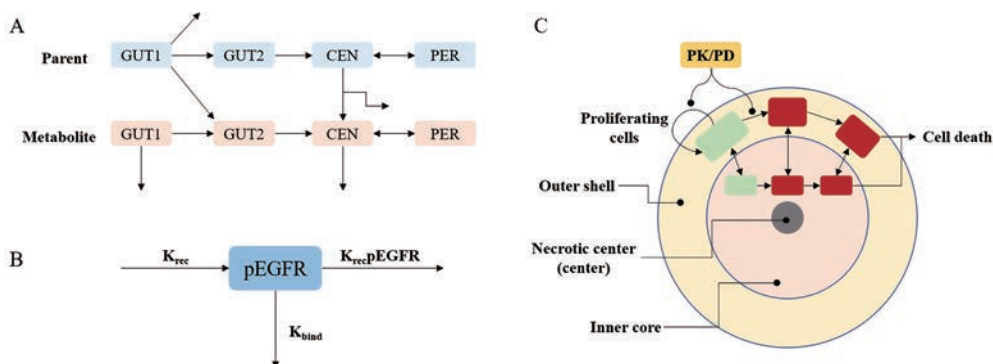 A
Parent
GUT1
GUT2
CEN
PER
Metabolite
GUT1
GUT2
CEN
PER
B
Krec
pEGFR
KrecpEGFR
Kbind
C
PK/PD
Proliferating
cells
Cell death
Outer shell
Necrotic center
(center)
Inner core